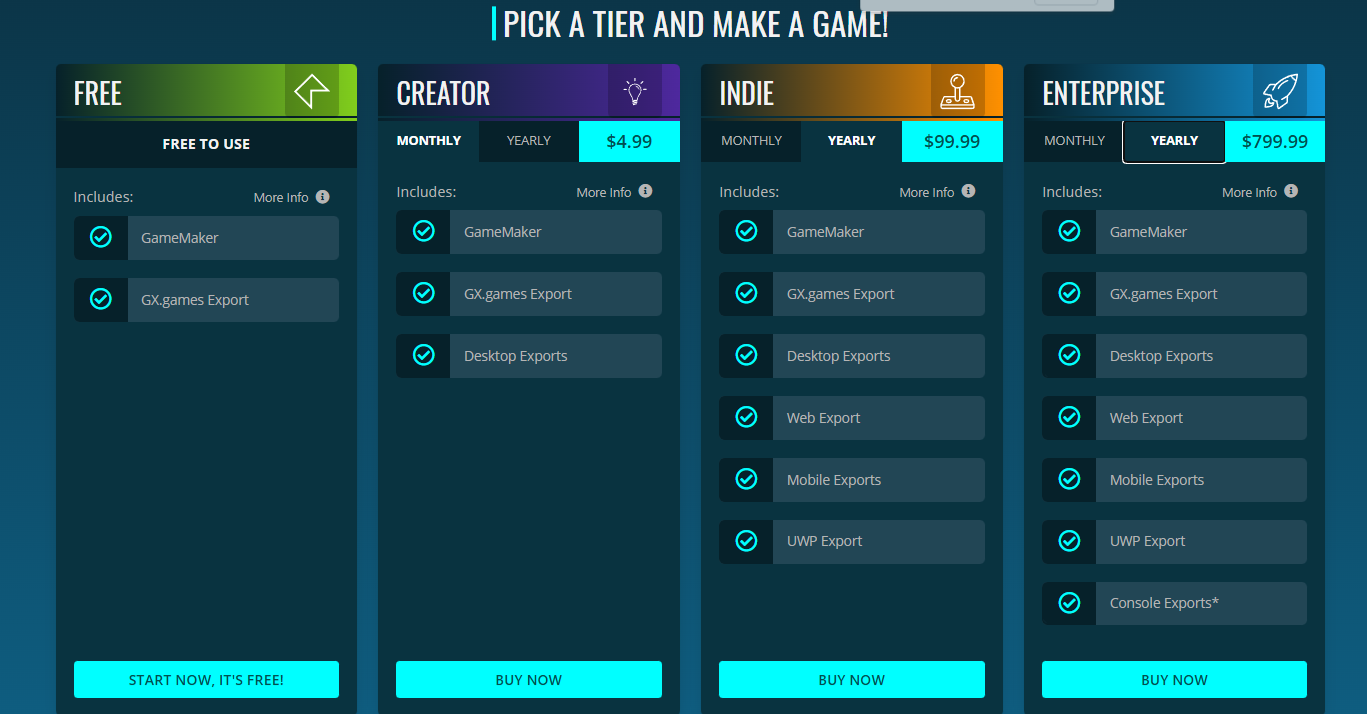 PICK A TIER AND MAKE A GAME!
FREE
FREE TO USE
Includes:
More Info
GameMaker
GX.games Export
START NOW, IT'S FREE!
CREATOR
MONTHLY
YEARLY
$4.99
Includes:
More Info
GameMaker
GX.games Export
Desktop Exports
BUY NOW
INDIE
MONTHLY
YEARLY
$99.99
Includes:
More Info
GameMaker
GX.games Export
Desktop Exports
Web Export
Mobile Exports
UWP Export
BUY NOW
ENTERPRISE
MONTHLY
YEARLY
$799.99
Includes:
More Info
GameMaker
GX.games Export
Desktop Exports
Web Export
Mobile Exports
UWP Export
Console Exports*
BUY NOW